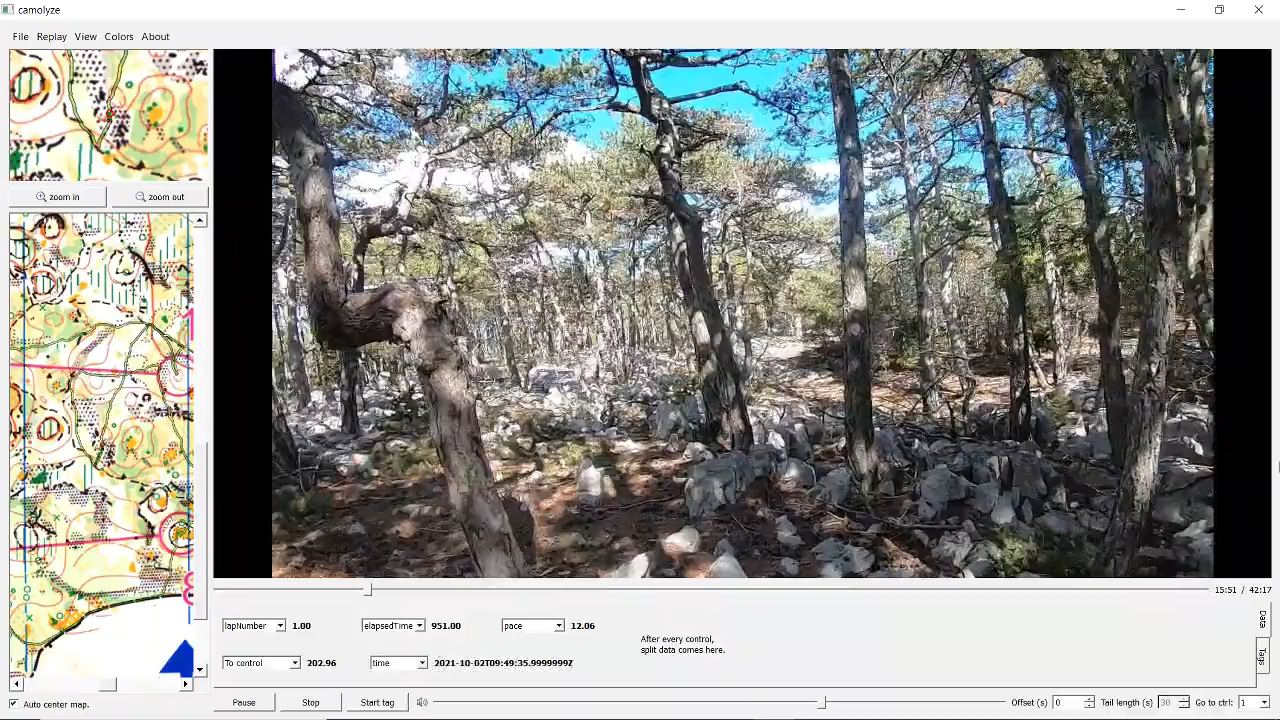 camolyze
File Replay View Colors About
zoom in zoom out
15:51 / 42:17
lapNumber 1.00 elapsedTime 951.00 pace 12.06
After every control,
split data comes here.
To control 202.96 time 2021-10-02T09:49:35.9999999Z
Data
Tags
Auto center map.
Pause Stop Start tag Offset (s) 0 Tail length (s) 30 Go to ctrl: 1